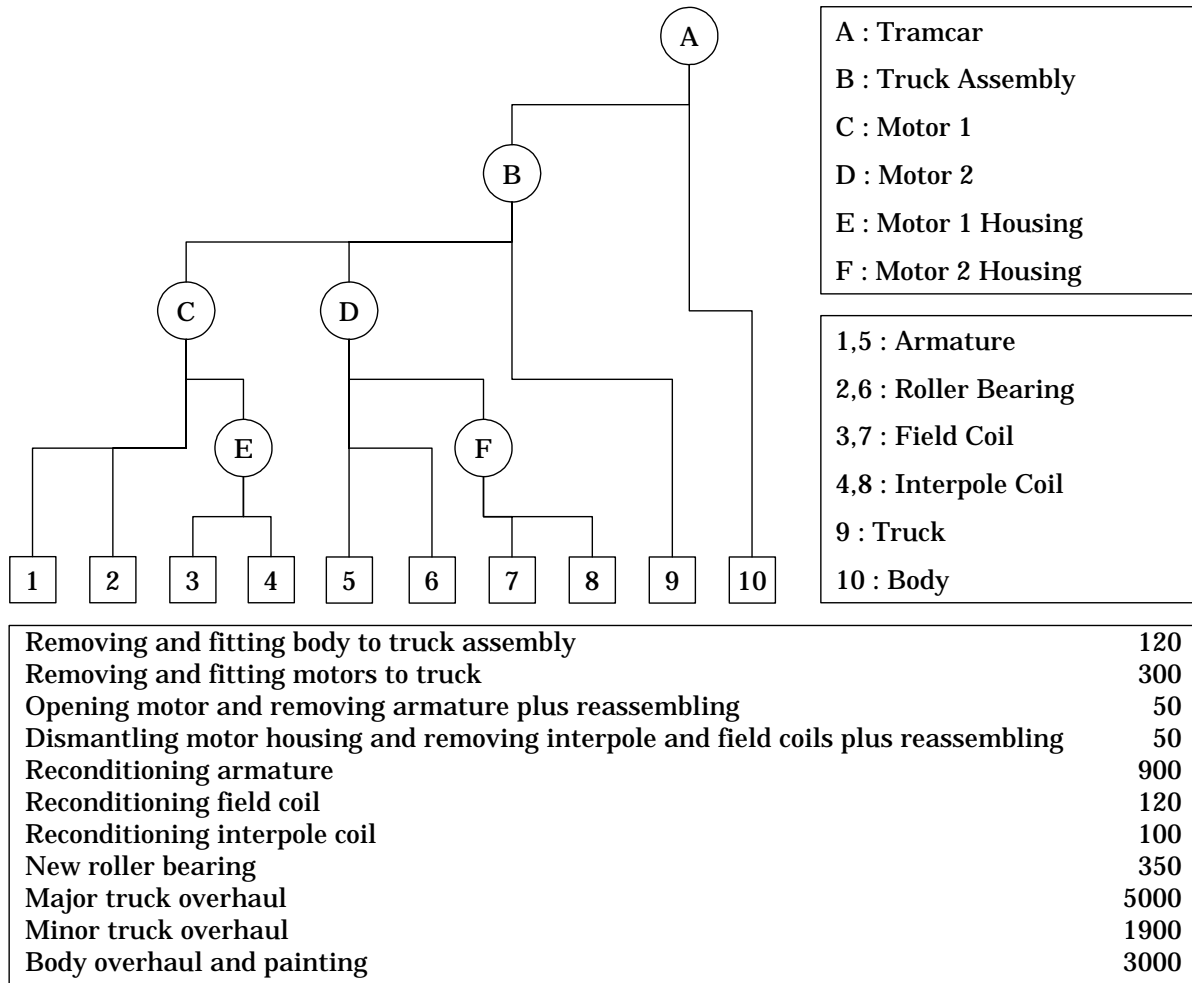 A
B
C
D
E
F
1
2
3
4
5
6
7
8
9
10
A : Tramcar
B : Truck Assembly
C : Motor 1
D : Motor 2
E : Motor 1 Housing
F : Motor 2 Housing
1,5 : Armature
2,6 : Roller Bearing
3,7 : Field Coil
4,8 : Interpole Coil
9 : Truck
10 : Body
Removing and fitting body to truck assembly 120
Removing and fitting motors to truck 300
Opening motor and removing armature plus reassembling 50
Dismantling motor housing and removing interpole and field coils plus reassembling 50
Reconditioning armature 900
Reconditioning field coil 120
Reconditioning interpole coil 100
New roller bearing 350
Major truck overhaul 5000
Minor truck overhaul 1900
Body overhaul and painting 3000